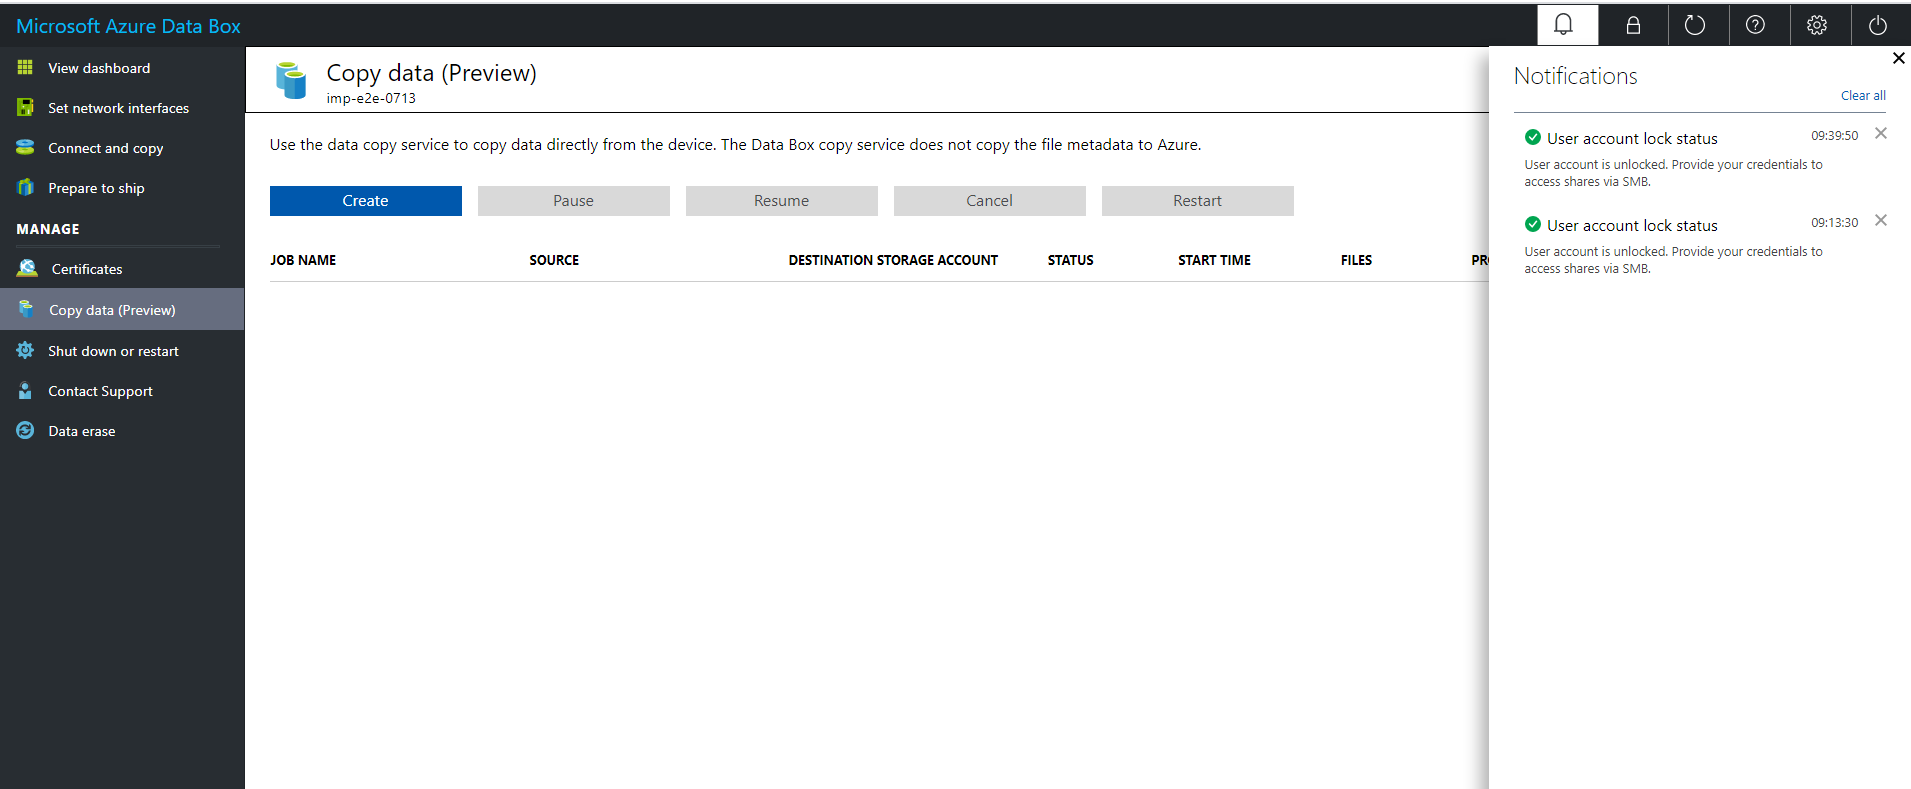 Microsoft Azure Data Box
View dashboard
Set network interfaces
Connect and copy
Prepare to ship
MANAGE
Certificates
Copy data (Preview)
Shut down or restart
Contact Support
Data erase
Copy data (Preview)
imp-e2e-0713
Use the data copy service to copy data directly from the device. The Data Box copy service does not copy the file metadata to Azure.
Create Pause Resume Cancel Restart
JOB NAME SOURCE DESTINATION STORAGE ACCOUNT STATUS START TIME FILES
Notifications
Clear all
User account lock status 09:39:50
User account is unlocked. Provide your credentials to
access shares via SMB.
User account lock status 09:13:30
User account is unlocked. Provide your credentials to
access shares via SMB.